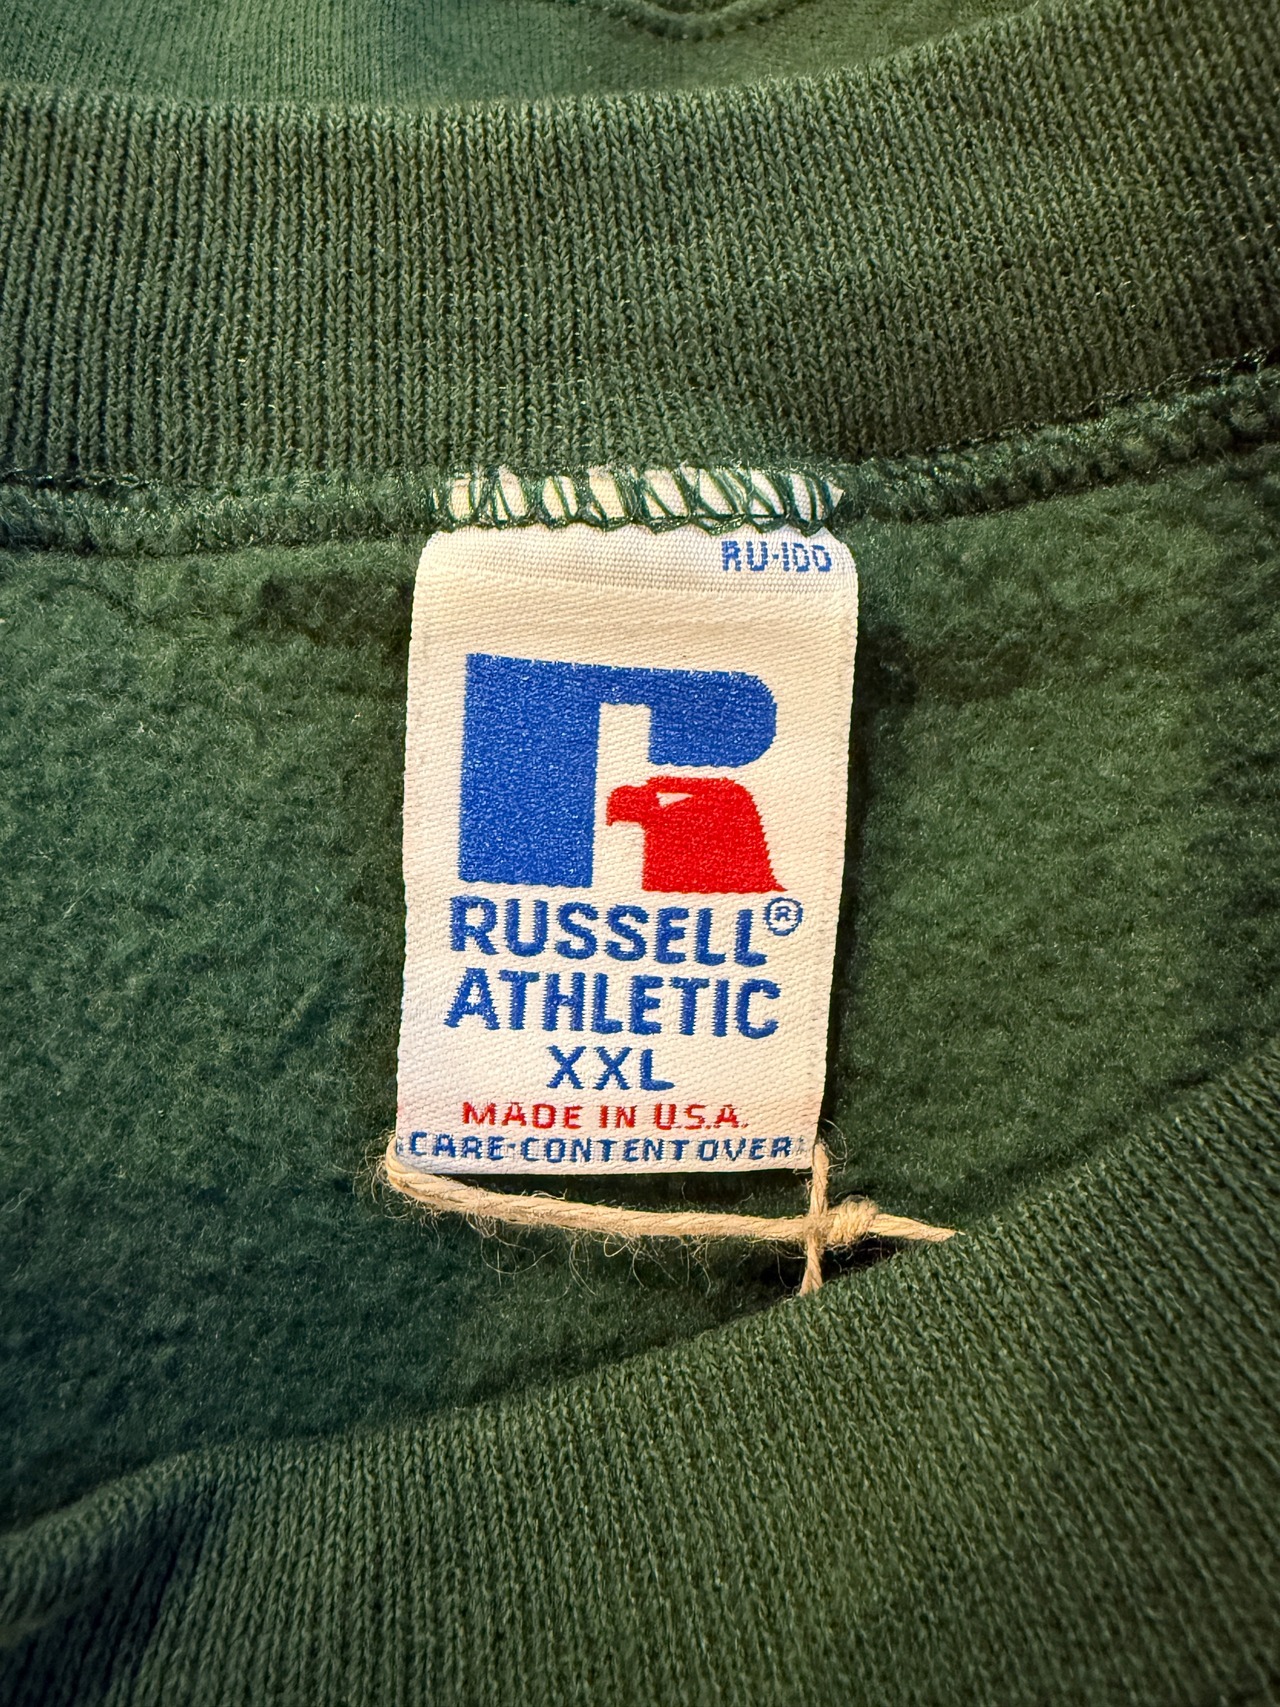 RU-100
RUSSELL®
ATHLETIC
XXL
MADE IN U.S.A.
CARE-CONTENT OVER